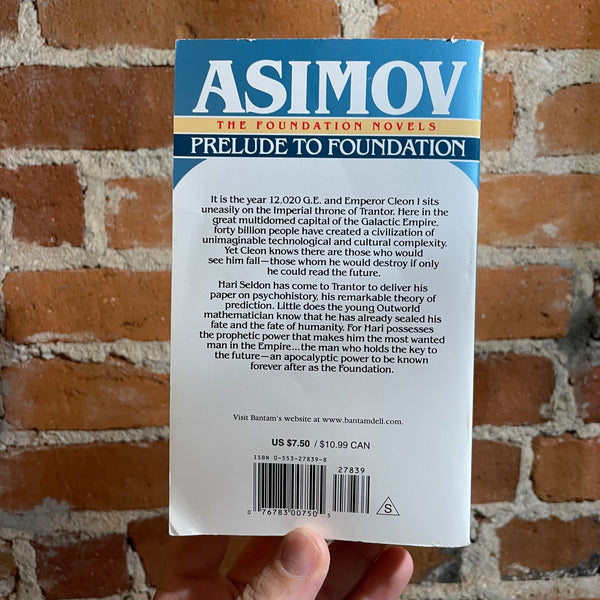 ASIMOV
THE FOUNDATION NOVELS
PRELUDE TO FOUNDATION
It is the year 12,020 G.E. and Emperor Cleon I sits
uneasily on the Imperial throne of Trantor. Here in the
great multidomed capital of the Galactic Empire,
forty billion people have created a civilization of
unimaginable technological and cultural complexity.
Yet Cleon knows there are those who would
see him fall—those whom he would destroy if only
he could read the future.
Hari Seldon has come to Trantor to deliver his
paper on psychohistory, his remarkable theory of
prediction. Little does the young Outworld
mathematician know that he has already sealed his
fate and the fate of humanity. For Hari possesses
the prophetic power that makes him the most wanted
man in the Empire...the man who holds the key to
the future—an apocalyptic power to be known
forever after as the Foundation.
Visit Bantam's website at www.bantamdell.com.
US $7.50 / $10.99 CAN
ISBN 0-553-27839-8
27839
0 76783 00750 5
S